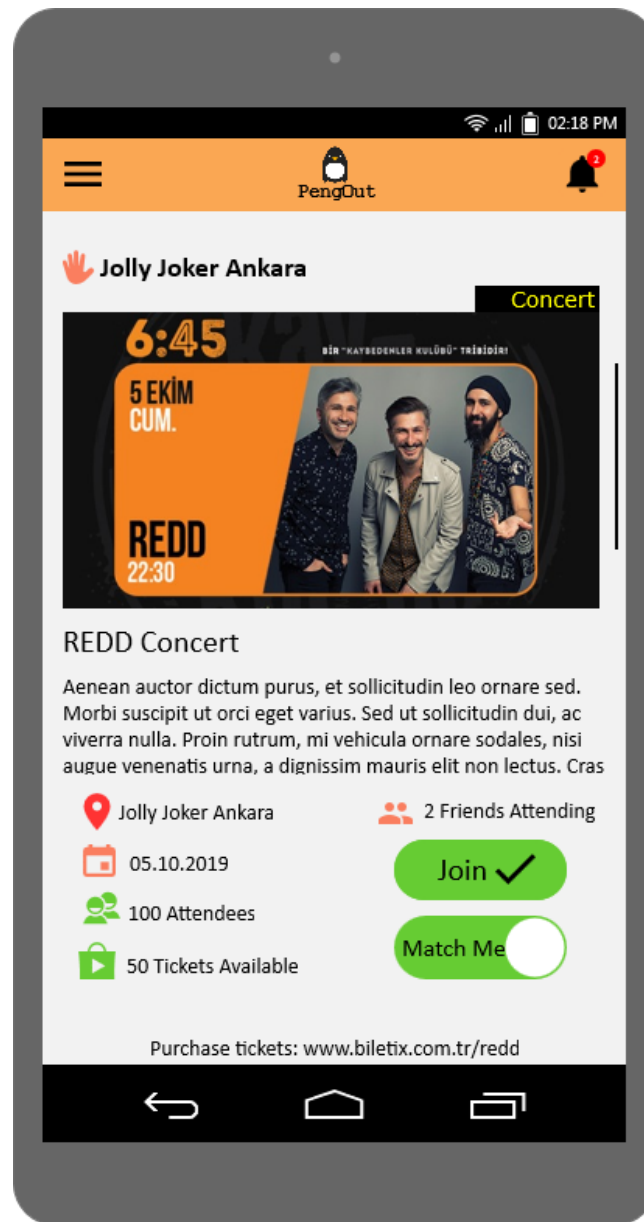 02:18 PM
2
PengOut
Jolly Joker Ankara
Concert
6:45
BİR "KAYBEDENLER KULÜBÜ" TRİBİDİR!
5 EKİM
CUM.
REDD
22:30
REDD Concert
Aenean auctor dictum purus, et sollicitudin leo ornare sed.
Morbi suscipit ut orci eget varius. Sed ut sollicitudin dui, ac
viverra nulla. Proin rutrum, mi vehicula ornare sodales, nisi
augue venenatis urna, a dignissim mauris elit non lectus. Cras
Jolly Joker Ankara
2 Friends Attending
05.10.2019
Join
100 Attendees
Match Me
50 Tickets Available
Purchase tickets: www.biletix.com.tr/redd